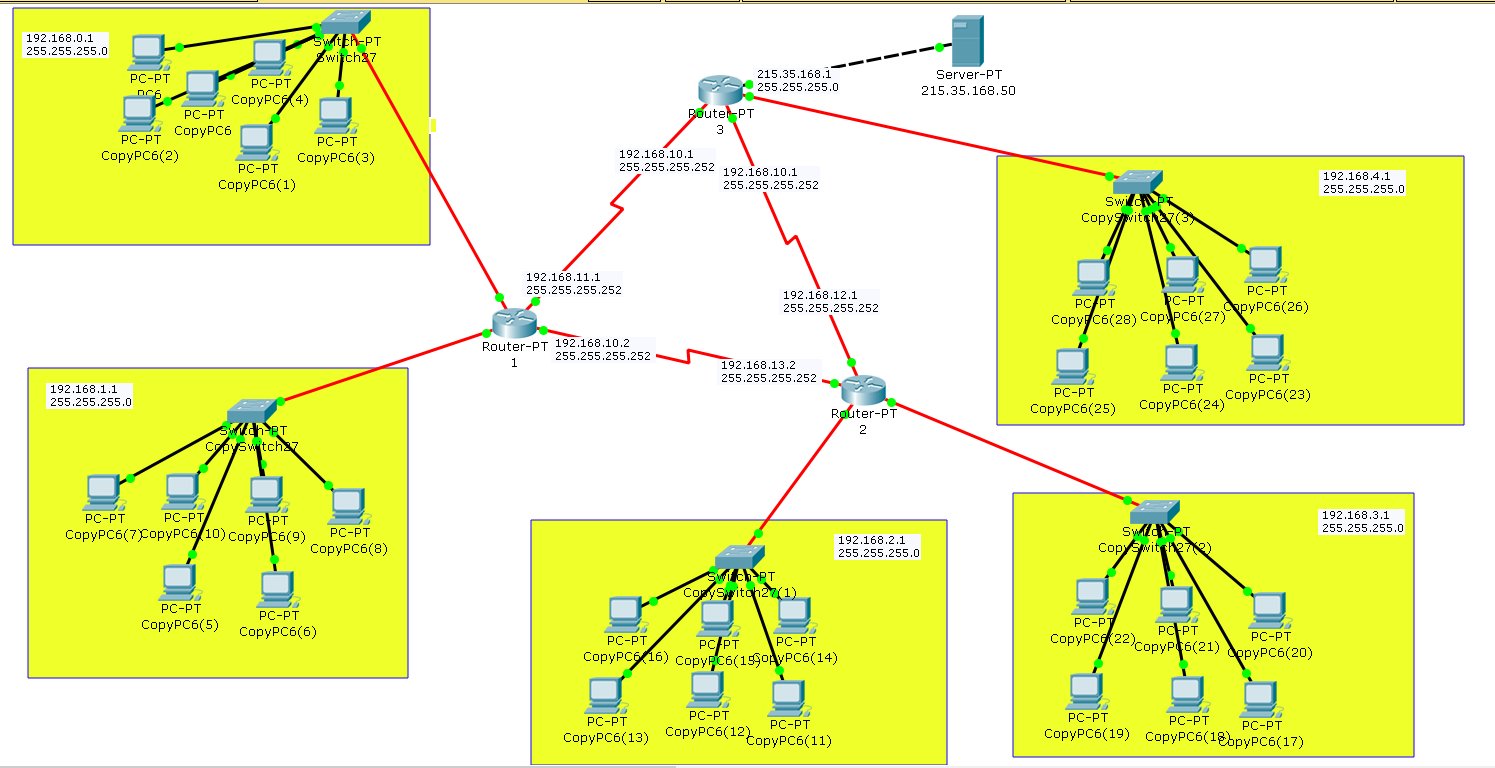 192.168.0.1
255.255.255.0
Switch-PT
Switch27
PC-PT
PC6
PC-PT
CopyPC6(4)
PC-PT
CopyPC6
PC-PT
CopyPC6(2)
PC-PT
CopyPC6(3)
PC-PT
CopyPC6(1)
215.35.168.1
255.255.255.0
Server-PT
215.35.168.50
Router-PT
3
192.168.10.1
255.255.255.252
192.168.10.1
255.255.255.252
192.168.4.1
255.255.255.0
Switch-PT
CopySwitch27(3)
PC-PT
CopyPC6(28)
PC-PT
CopyPC6(27)
PC-PT
CopyPC6(26)
PC-PT
CopyPC6(25)
PC-PT
CopyPC6(24)
PC-PT
CopyPC6(23)
192.168.11.1
255.255.255.252
192.168.12.1
255.255.255.252
Router-PT
1
192.168.10.2
255.255.255.252
192.168.13.2
255.255.255.252
Router-PT
2
192.168.1.1
255.255.255.0
Switch-PT
CopySwitch27
PC-PT
CopyPC6(7)
PC-PT
CopyPC6(10)
PC-PT
CopyPC6(9)
PC-PT
CopyPC6(8)
PC-PT
CopyPC6(5)
PC-PT
CopyPC6(6)
192.168.2.1
255.255.255.0
Switch-PT
CopySwitch27(1)
PC-PT
CopyPC6(16)
PC-PT
CopyPC6(15)
PC-PT
CopyPC6(14)
PC-PT
CopyPC6(13)
PC-PT
CopyPC6(12)
PC-PT
CopyPC6(11)
192.168.3.1
255.255.255.0
Switch-PT
CopySwitch27(2)
PC-PT
CopyPC6(22)
PC-PT
CopyPC6(21)
PC-PT
CopyPC6(20)
PC-PT
CopyPC6(19)
PC-PT
CopyPC6(18)
PC-PT
CopyPC6(17)